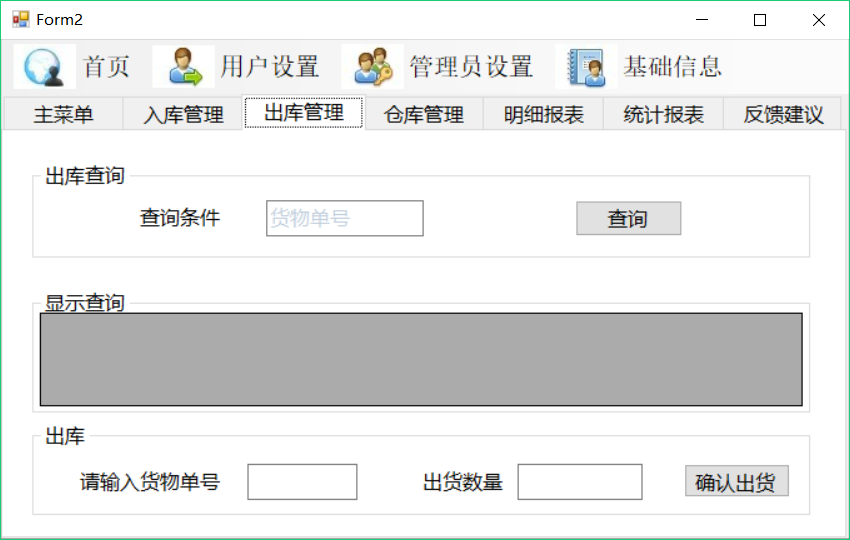 Form2
首页 用户设置 管理员设置 基础信息
主菜单 入库管理 出库管理 仓库管理 明细报表 统计报表 反馈建议
出库查询
查询条件 货物单号 查询
显示查询
出库
请输入货物单号 出货数量 确认出货